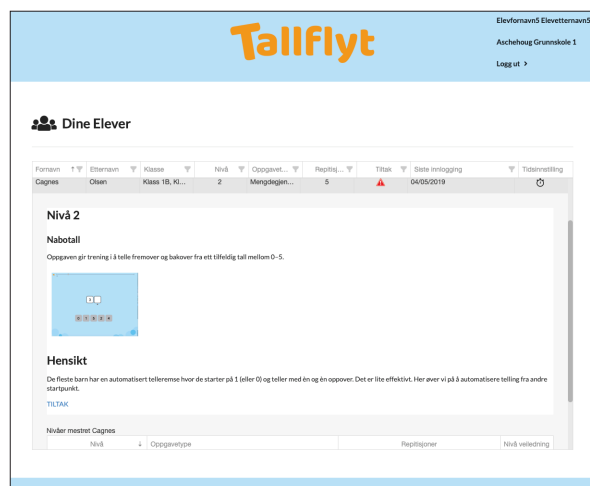 Elevfornavn5 Elevetternavn5
Tallflyt
Aschehoug Grunnskole 1
Logg ut >
Dine Elever
Fornavn Etternavn Klasse Nivå Oppgavet... Repitisj... Tiltak Siste innlogging Tidsinnstilling
Cagnes Olsen Klass 1B, Kl... 2 Mengdegjen... 5 04/05/2019
Nivå 2
Nabotall
Oppgaven gir trening i å telle fremover og bakover fra ett tilfeldig tall mellom 0–5.
Hensikt
De fleste barn har en automatisert telleremse hvor de starter på 1 (eller 0) og teller med èn og èn oppover. Det er lite effektivt. Her øver vi på å automatisere telling fra andre
startpunkt.
TILTAK
Nivåer mestret Cagnes
Nivå Oppgavetype Repitisjoner Nivå veiledning